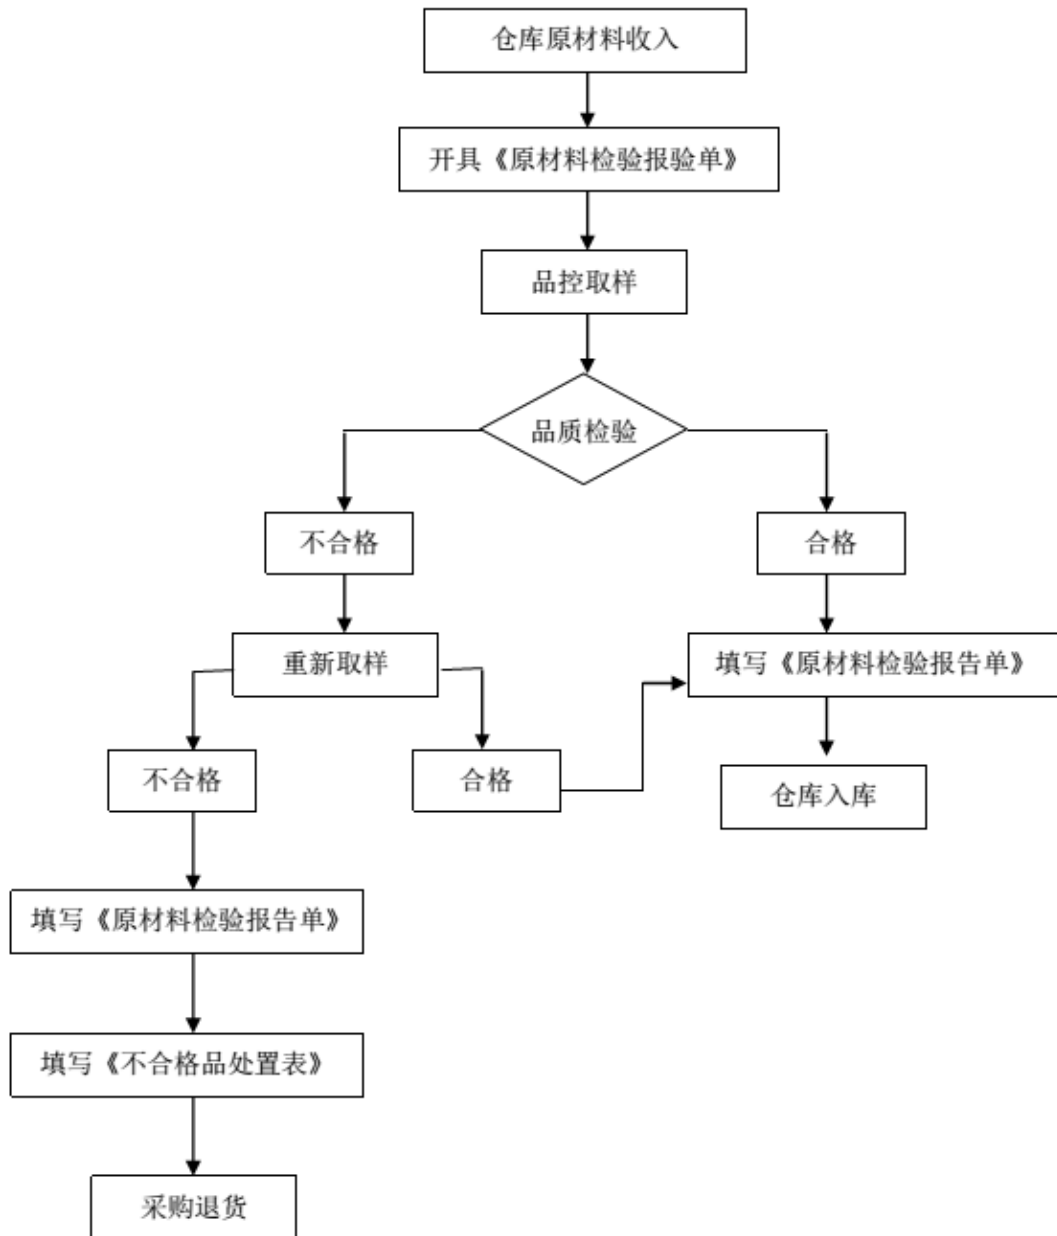 仓库原材料收入
开具《原材料检验报验单》
品控取样
品质检验
不合格
合格
重新取样
填写《原材料检验报告单》
不合格
合格
仓库入库
填写《原材料检验报告单》
填写《不合格品处置表》
采购退货